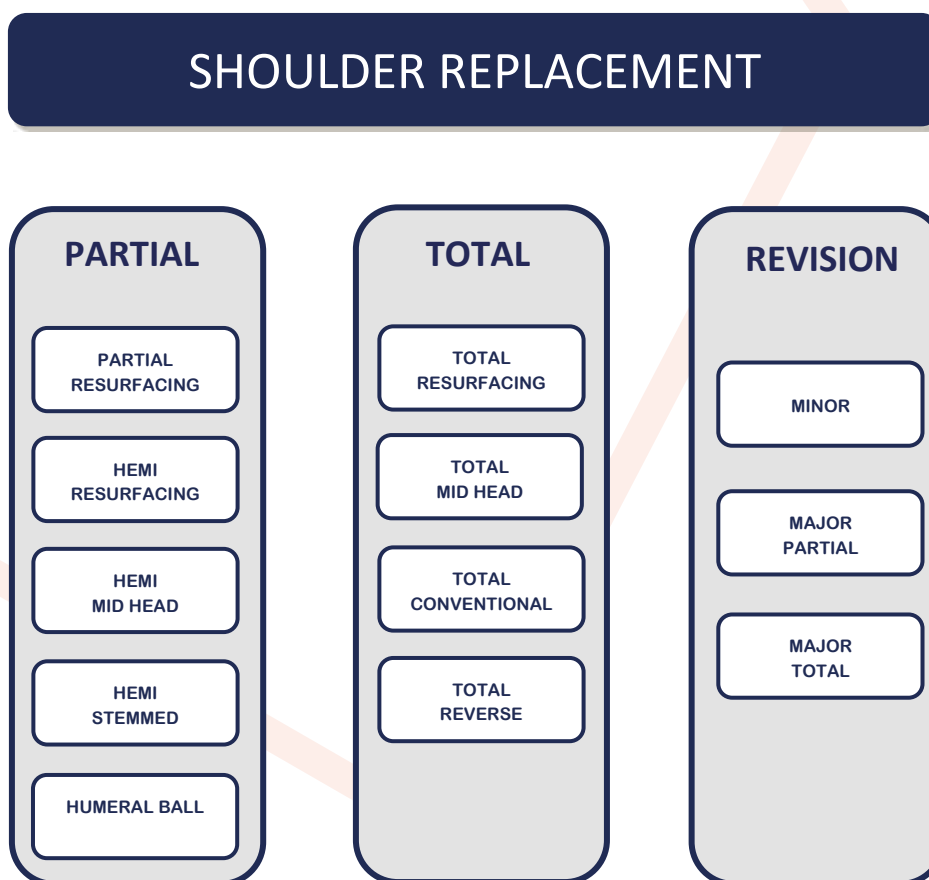 SHOULDER REPLACEMENT
PARTIAL
PARTIAL
RESURFACING
HEMI
RESURFACING
HEMI
MID HEAD
HEMI
STEMMED
HUMERAL BALL
TOTAL
TOTAL
RESURFACING
TOTAL
MID HEAD
TOTAL
CONVENTIONAL
TOTAL
REVERSE
REVISION
MINOR
MAJOR
PARTIAL
MAJOR
TOTAL